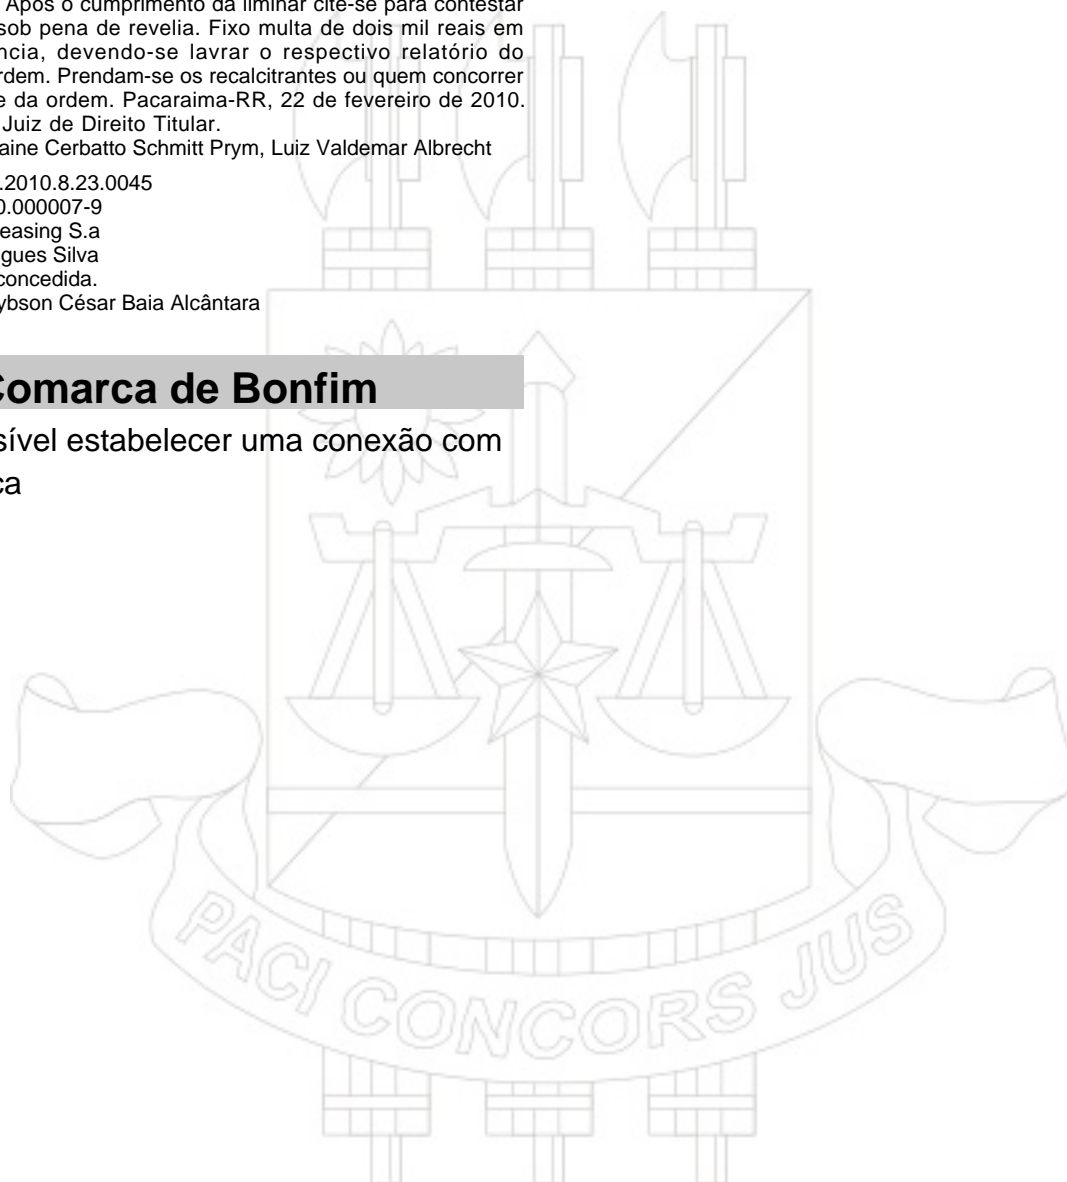 Após o cumprimento da liminar cite-se para contestar
sob pena de revelia. Fixo multa de dois mil reais em
ncia, devendo-se lavrar o respectivo relatório do
rdem. Prendam-se os recalcitrantes ou quem concorrer
e da ordem. Pacaraima-RR, 22 de fevereiro de 2010.
Juiz de Direito Titular.
aine Cerbatto Schmitt Prym, Luiz Valdemar Albrecht
.2010.8.23.0045
0.000007-9
easing S.a
gues Silva
concedida.
ybson César Baia Alcântara
Comarca de Bonfim
sível estabelecer uma conexão com
ca
PACI CONCORS JUS